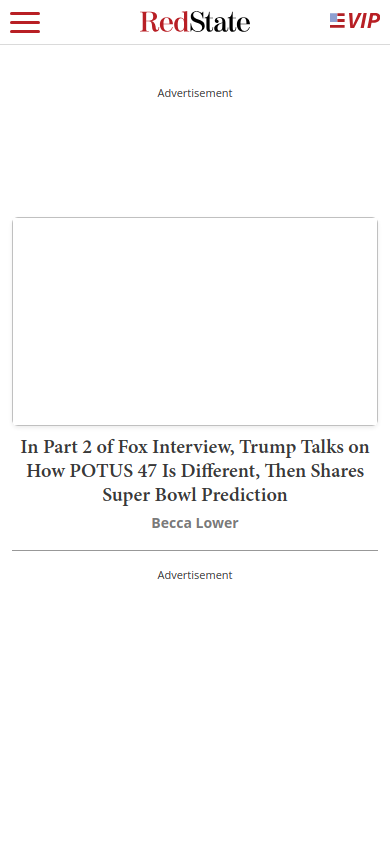 RedState
VIP
Advertisement
In Part 2 of Fox Interview, Trump Talks on
How POTUS 47 Is Different, Then Shares
Super Bowl Prediction
Becca Lower
Advertisement